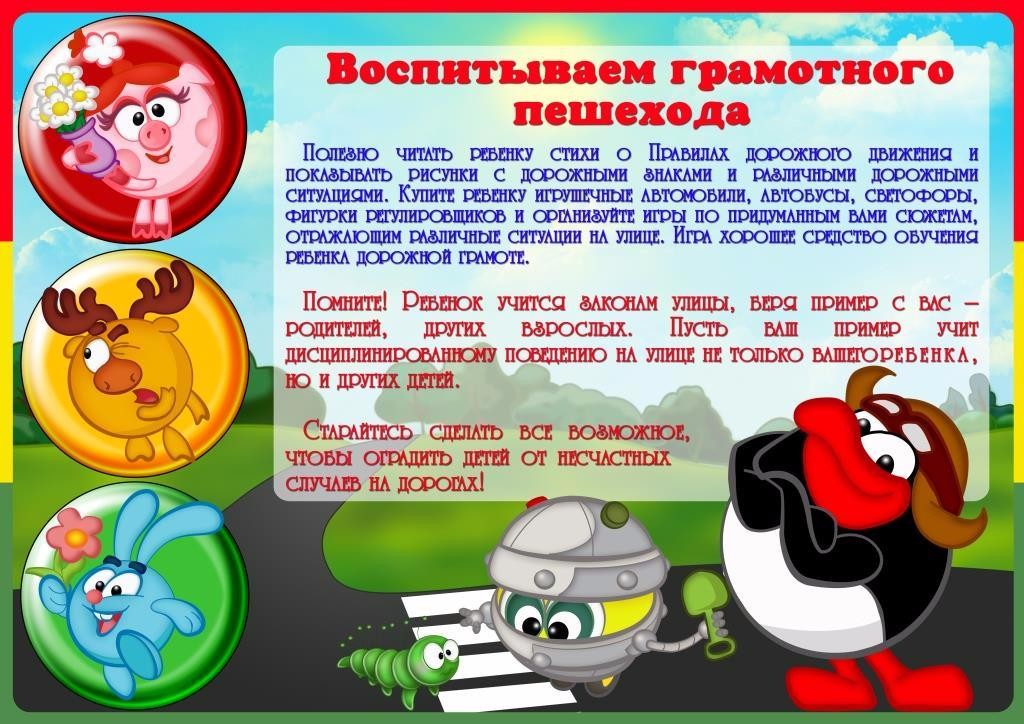 Воспитываем грамотного
пешехода
Полезно читать ребенку стихи о Правилах дорожного движения и
показывать рисунки с дорожными знаками и различными дорожными
ситуациями. Купите ребенку игрушечные автомобили, автобусы, светофоры,
фигурки регулировщиков и организуйте игры по придуманным вами сюжетам,
отражающим различные ситуации на улице. Игра хорошее средство обучения
ребенка дорожной грамоте.
Помните! Ребенок учится законам улицы, беря пример с вас –
родителей, других взрослых. Пусть ваш пример учит
дисциплинированному поведению на улице не только вашего ребенка,
но и других детей.
Старайтесь сделать все возможное,
чтобы оградить детей от несчастных
случаев на дорогах!